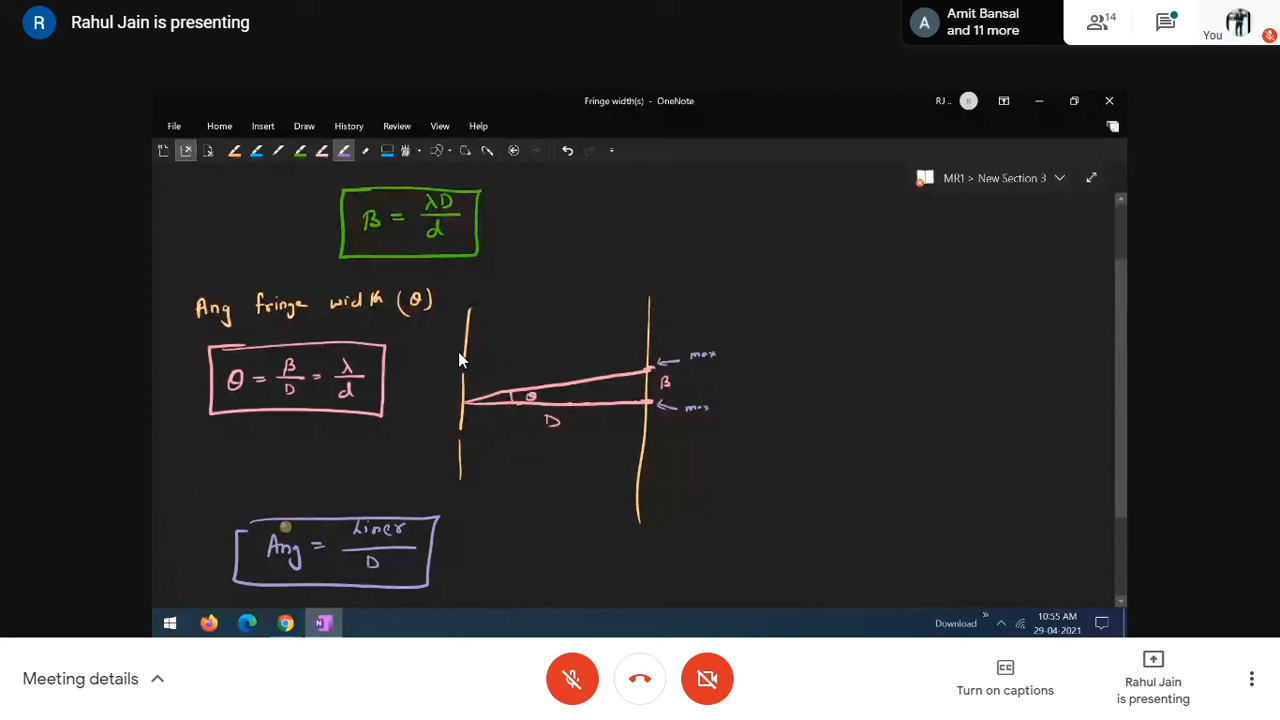 R Rahul Jain is presenting
A Amit Bansal
and 11 more
14
You
Fringe width(s) - OneNote
RJ ..
File Home Insert Draw History Review View Help
MR1 > New Section 3
β = λD/d
Ang fringe width (θ)
θ = β/D = λ/d
max
β
θ
max
D
Ang = Liner/D
Download
10:55 AM
29-04-2021
Meeting details
CC
Turn on captions
Rahul Jain
is presenting